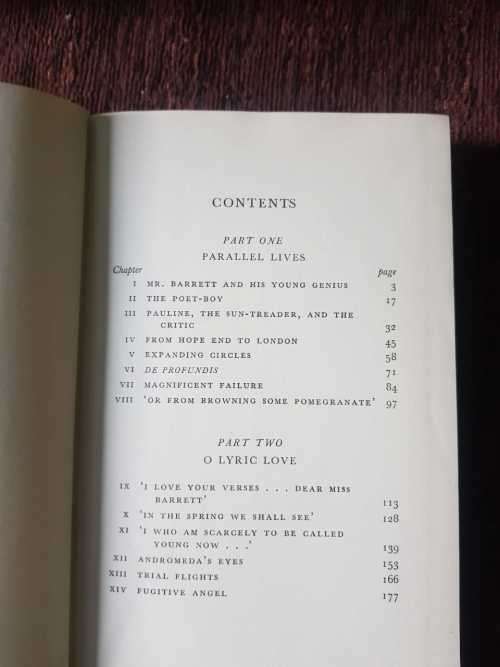 CONTENTS
PART ONE
PARALLEL LIVES
Chapter page
I MR. BARRETT AND HIS YOUNG GENIUS 3
II THE POET-BOY 17
III PAULINE, THE SUN-TREADER, AND THE
CRITIC 32
IV FROM HOPE END TO LONDON 45
V EXPANDING CIRCLES 58
VI DE PROFUNDIS 71
VII MAGNIFICENT FAILURE 84
VIII 'OR FROM BROWNING SOME POMEGRANATE' 97
PART TWO
O LYRIC LOVE
IX 'I LOVE YOUR VERSES . . . DEAR MISS
BARRETT' 113
X 'IN THE SPRING WE SHALL SEE' 128
XI 'I WHO AM SCARCELY TO BE CALLED
YOUNG NOW . . .' 139
XII ANDROMEDA'S EYES 153
XIII TRIAL FLIGHTS 166
XIV FUGITIVE ANGEL 177